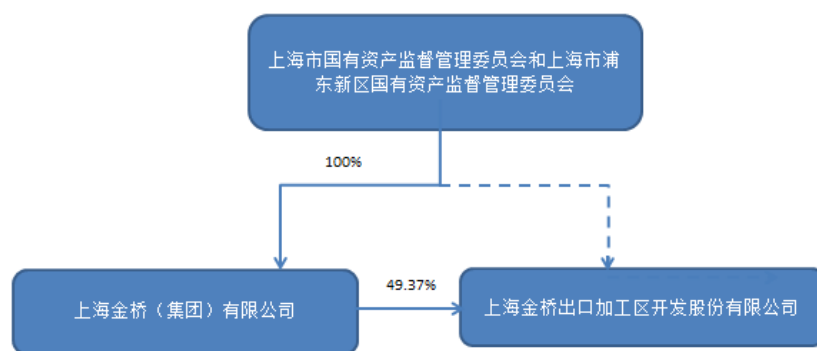 上海市国有资产监督管理委员会和上海市浦
东新区国有资产监督管理委员会
100%
上海金桥（集团）有限公司
49.37%
上海金桥出口加工区开发股份有限公司